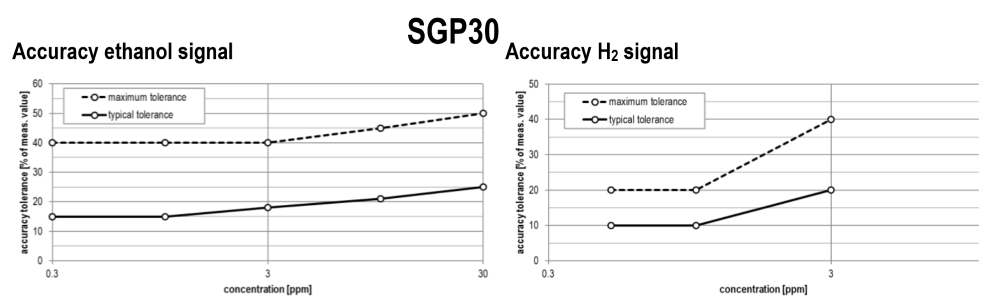 SGP30
Accuracy ethanol signal
60
50
40
30
20
10
0
accuracy tolerance [% of meas. value]
maximum tolerance
typical tolerance
0.3
3
30
concentration [ppm]
Accuracy H₂ signal
50
40
30
20
10
0
accuracy tolerance [% of meas. value]
maximum tolerance
typical tolerance
0.3
3
concentration [ppm]